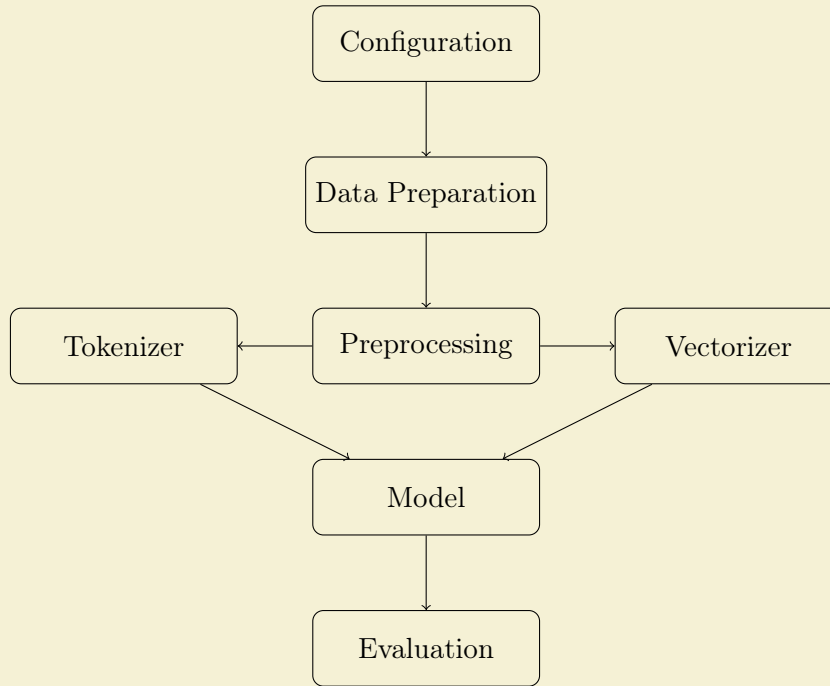 Configuration
Data Preparation
Tokenizer
Preprocessing
Vectorizer
Model
Evaluation